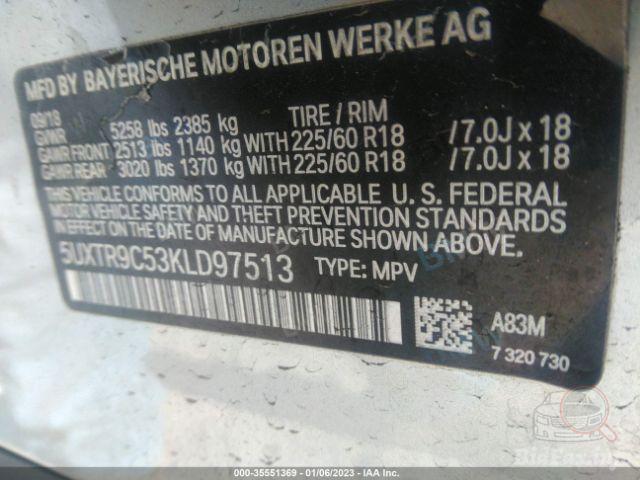 MFD BY BAYERISCHE MOTOREN WERKE AG
09/18
GVWR 5258 lbs 2385 kg TIRE / RIM
GAWR FRONT 2513 lbs 1140 kg WITH 225/60 R18 /7.0J x 18
GAWR REAR 3020 lbs 1370 kg WITH 225/60 R18 /7.0J x 18
THIS VEHICLE CONFORMS TO ALL APPLICABLE U. S. FEDERAL
MOTOR VEHICLE SAFETY AND THEFT PREVENTION STANDARDS
IN EFFECT ON THE DATE OF MANUFACTURE SHOWN ABOVE.
5UXTR9C53KLD97513 TYPE: MPV
A83M
7 320 730
BidFax.by
000-35551369 | 01/06/2023 - IAA Inc.